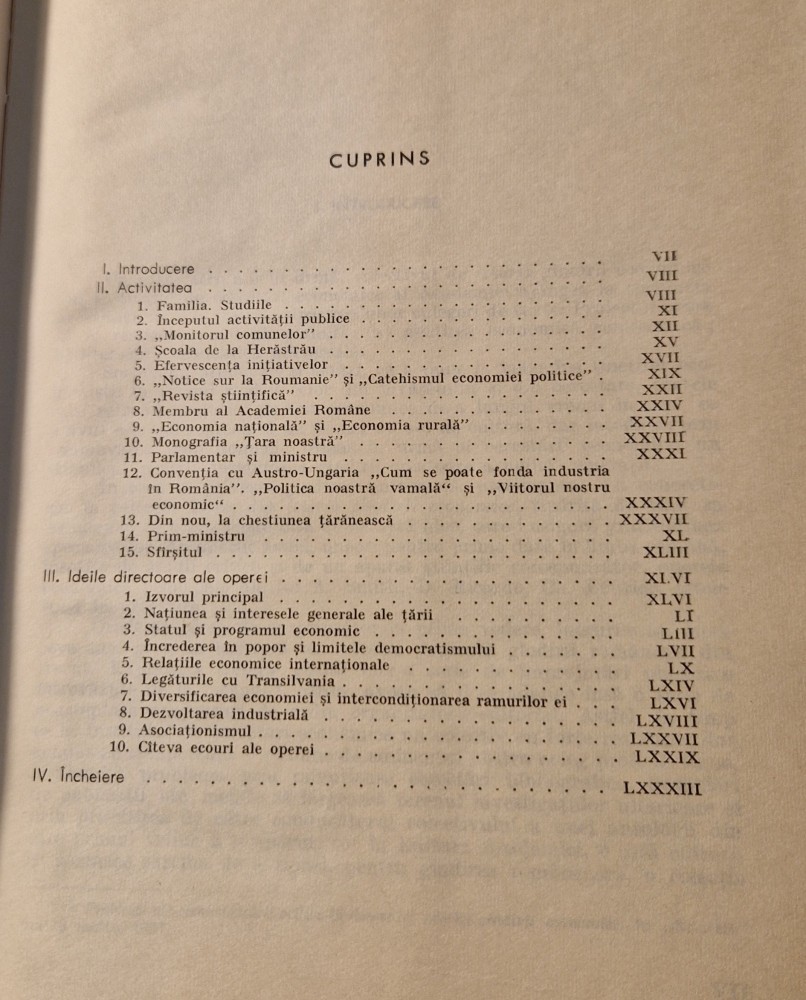 CUPRINS
I. Introducere . . . . . . . . . . . . . . . . . . . . VII
II. Activitatea . . . . . . . . . . . . . . . . . . . . VIII
1. Familia. Studiile . . . . . . . . . . . . . . . . . VIII
2. Începutul activității publice . . . . . . . . . . . . . XI
3. „Monitorul comunelor” . . . . . . . . . . . . . . . XII
4. Școala de la Herăstrău . . . . . . . . . . . . . . . XV
5. Efervescența inițiativelor . . . . . . . . . . . . . . XVII
6. „Notice sur la Roumanie” și „Catehismul economiei politice” . XIX
7. „Revista științifică” . . . . . . . . . . . . . . . . XXII
8. Membru al Academiei Române . . . . . . . . . . . . XXIV
9. „Economia națională” și „Economia rurală” . . . . . . . XXVII
10. Monografia „Țara noastră” . . . . . . . . . . . . . . XXVIII
11. Parlamentar și ministru . . . . . . . . . . . . . . . XXXI
12. Convenția cu Austro-Ungaria „Cum se poate fonda industria
în România”. „Politica noastră vamală“ și „Viitorul nostru
economic“ . . . . . . . . . . . . . . . . . . . . XXXIV
13. Din nou, la chestiunea țărănească . . . . . . . . . . . XXXVII
14. Prim-ministru . . . . . . . . . . . . . . . . . . XL
15. Sfîrșitul . . . . . . . . . . . . . . . . . . . . XLIII
III. Ideile directoare ale operei . . . . . . . . . . . . . . . XLVI
1. Izvorul principal . . . . . . . . . . . . . . . . . XLVI
2. Națiunea și interesele generale ale țării . . . . . . . . LI
3. Statul și programul economic . . . . . . . . . . . . LIII
4. Încrederea în popor și limitele democratismului . . . . . . LVII
5. Relațiile economice internaționale . . . . . . . . . . LX
6. Legăturile cu Transilvania . . . . . . . . . . . . . LXIV
7. Diversificarea economiei și intercondiționarea ramurilor ei . . . LXVI
8. Dezvoltarea industrială . . . . . . . . . . . . . . LXVIII
9. Asociaționismul . . . . . . . . . . . . . . . . . LXXVII
10. Cîteva ecouri ale operei . . . . . . . . . . . . . . LXXIX
IV. Încheiere . . . . . . . . . . . . . . . . . . . . LXXXIII